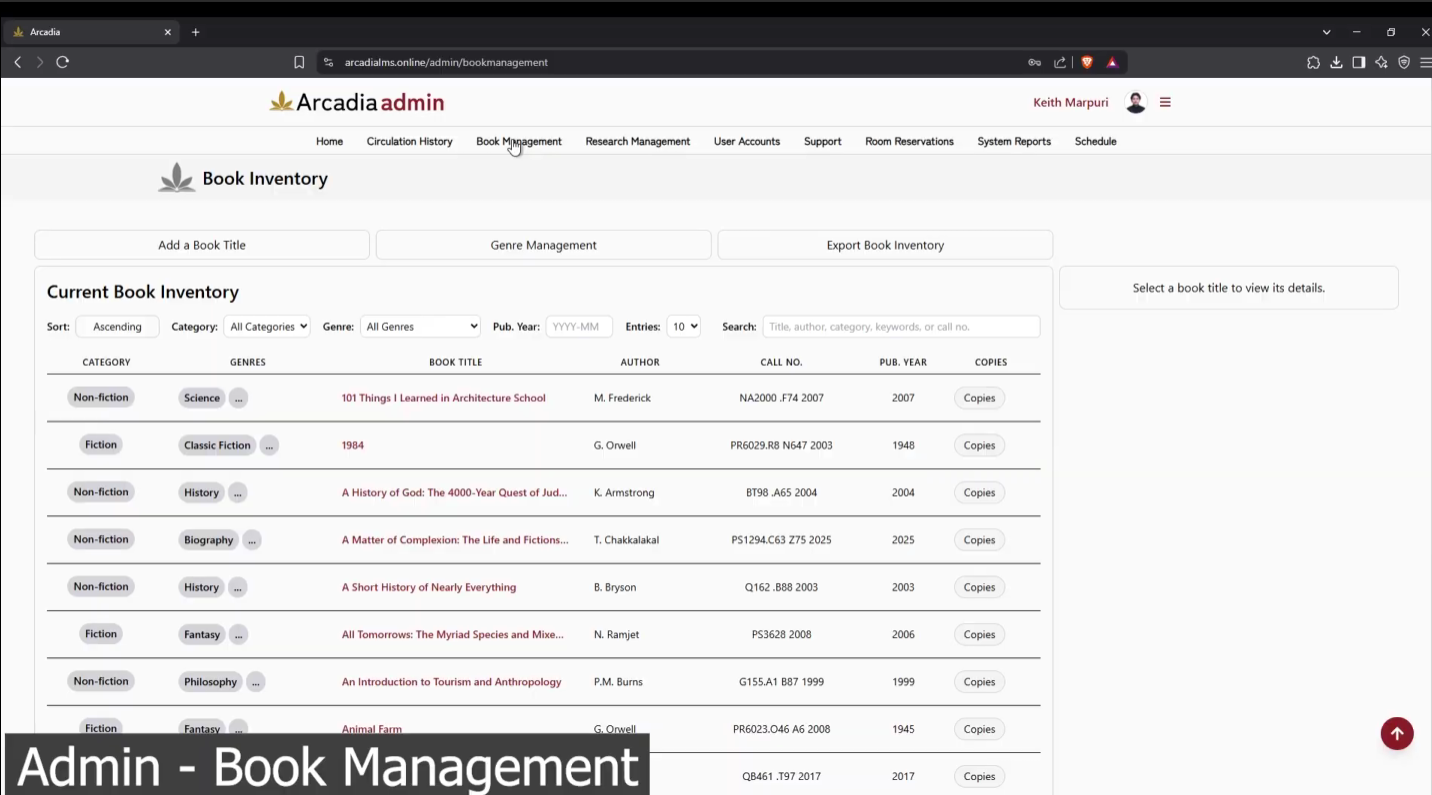 Arcadia
arcadialms.online/admin/bookmanagement
Arcadia admin
Keith Marpuri
Home Circulation History Book Management Research Management User Accounts Support Room Reservations System Reports Schedule
Book Inventory
Add a Book Title Genre Management Export Book Inventory
Current Book Inventory
Select a book title to view its details.
Sort: Ascending Category: All Categories Genre: All Genres Pub. Year: YYYY-MM Entries: 10 Search: Title, author, category, keywords, or call no.
CATEGORY GENRES BOOK TITLE AUTHOR CALL NO. PUB. YEAR COPIES
Non-fiction Science ... 101 Things I Learned in Architecture School M. Frederick NA2000 .F74 2007 2007 Copies
Fiction Classic Fiction ... 1984 G. Orwell PR6029.R8 N647 2003 1948 Copies
Non-fiction History ... A History of God: The 4000-Year Quest of Jud... K. Armstrong BT98 .A65 2004 2004 Copies
Non-fiction Biography ... A Matter of Complexion: The Life and Fictions... T. Chakkalakal PS1294.C63 Z75 2025 2025 Copies
Non-fiction History ... A Short History of Nearly Everything B. Bryson Q162 .B88 2003 2003 Copies
Fiction Fantasy ... All Tomorrows: The Myriad Species and Mixe... N. Ramjet PS3628 2008 2006 Copies
Non-fiction Philosophy ... An Introduction to Tourism and Anthropology P.M. Burns G155.A1 B87 1999 1999 Copies
Fiction Fantasy ... Animal Farm G. Orwell PR6023.O46 A6 2008 1945 Copies
QB461 .T97 2017 2017 Copies
Admin - Book Management